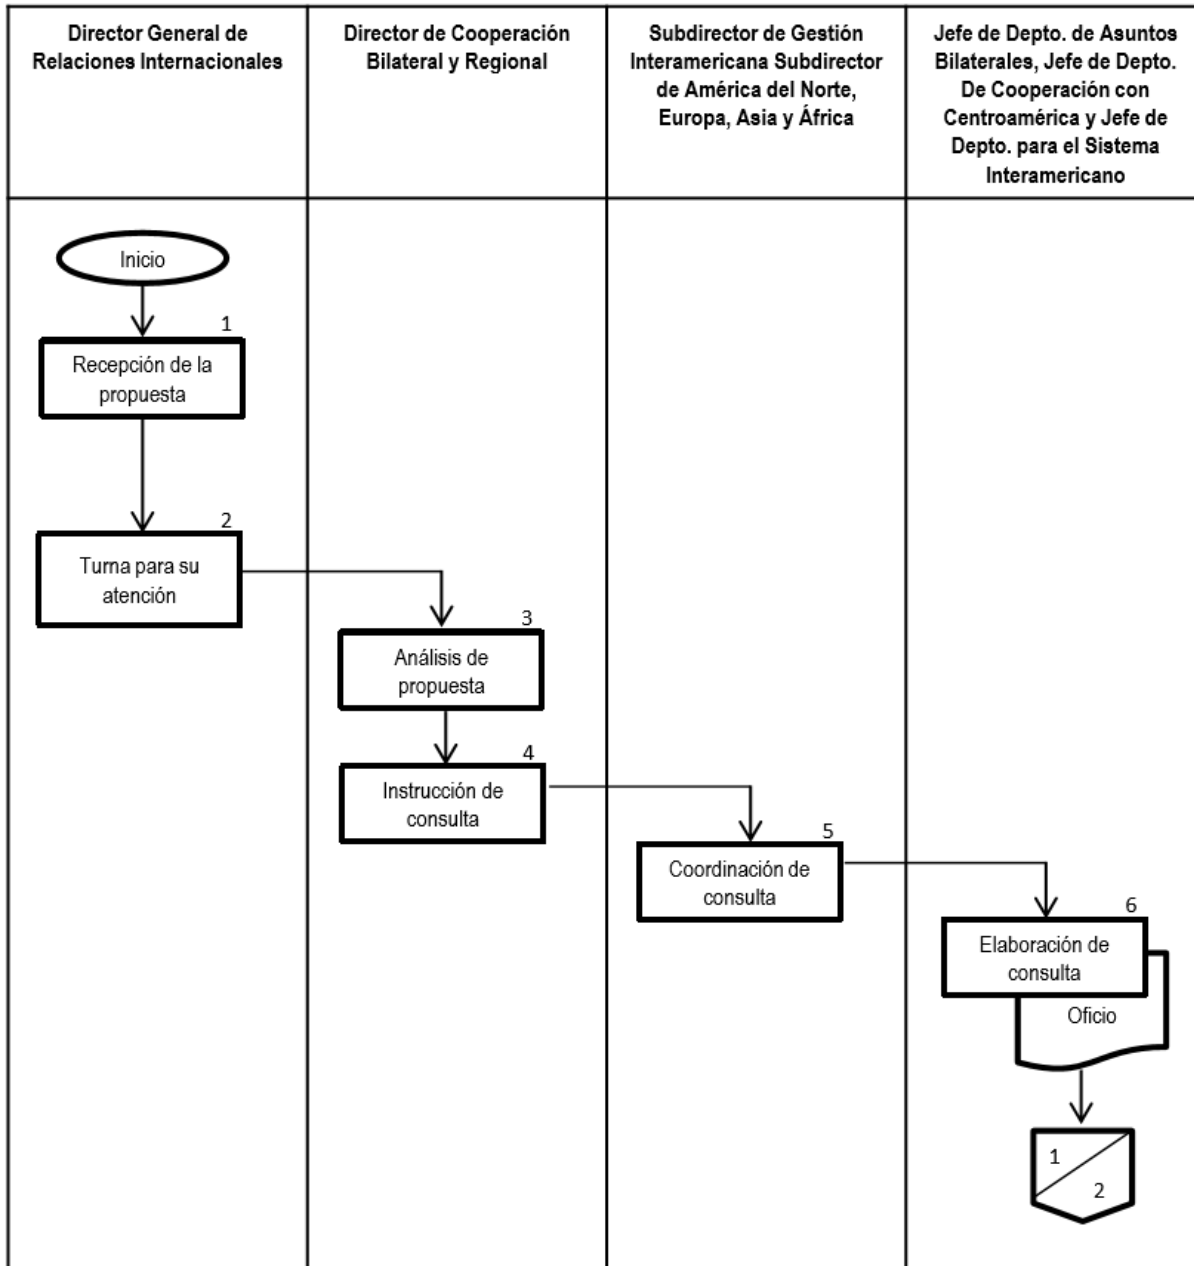 Director General de
Relaciones Internacionales
Director de Cooperación
Bilateral y Regional
Subdirector de Gestión
Interamericana Subdirector
de América del Norte,
Europa, Asia y África
Jefe de Depto. de Asuntos
Bilaterales, Jefe de Depto.
De Cooperación con
Centroamérica y Jefe de
Depto. para el Sistema
Interamericano
Inicio
1
Recepción de la
propuesta
2
Turna para su
atención
3
Análisis de
propuesta
4
Instrucción de
consulta
5
Coordinación de
consulta
6
Elaboración de
consulta
Oficio
1
2